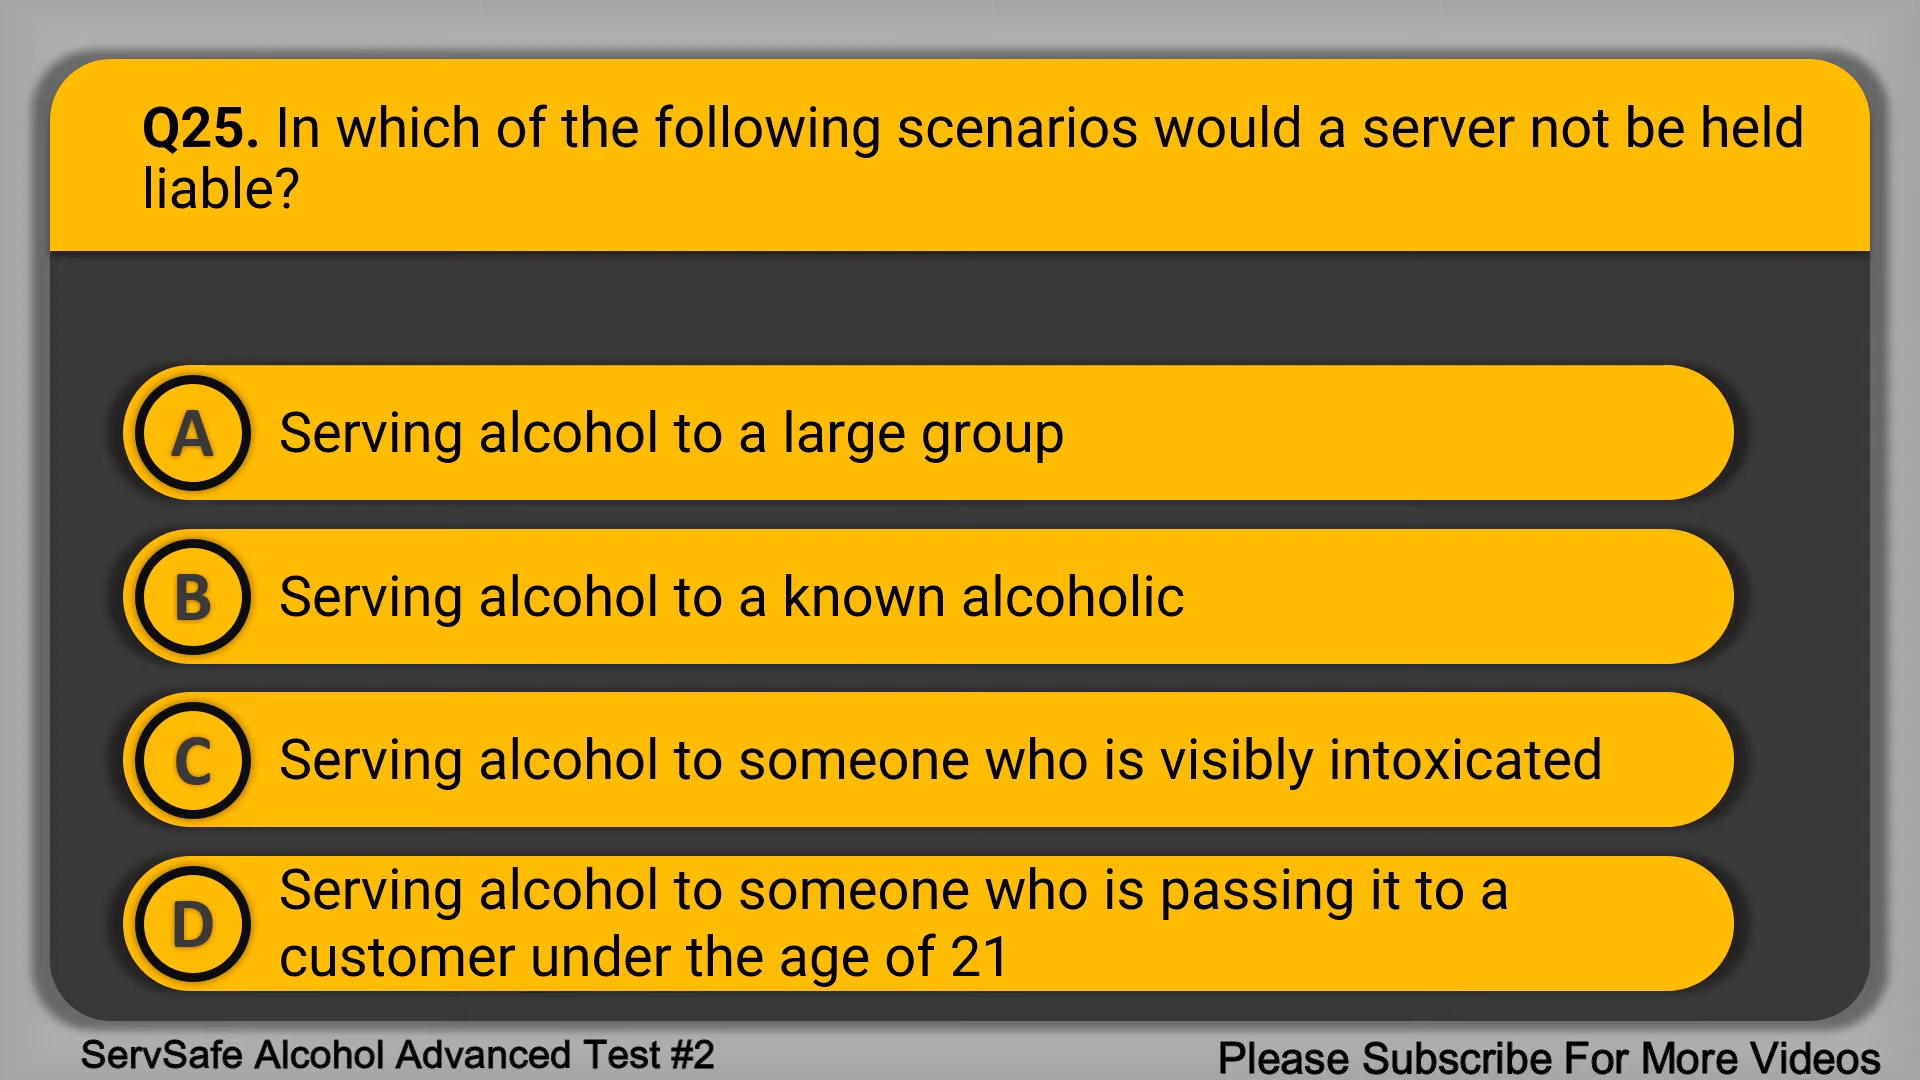 Q25. In which of the following scenarios would a server not be held
liable?
A Serving alcohol to a large group
B Serving alcohol to a known alcoholic
C Serving alcohol to someone who is visibly intoxicated
D Serving alcohol to someone who is passing it to a
customer under the age of 21
ServSafe Alcohol Advanced Test #2
Please Subscribe For More Videos